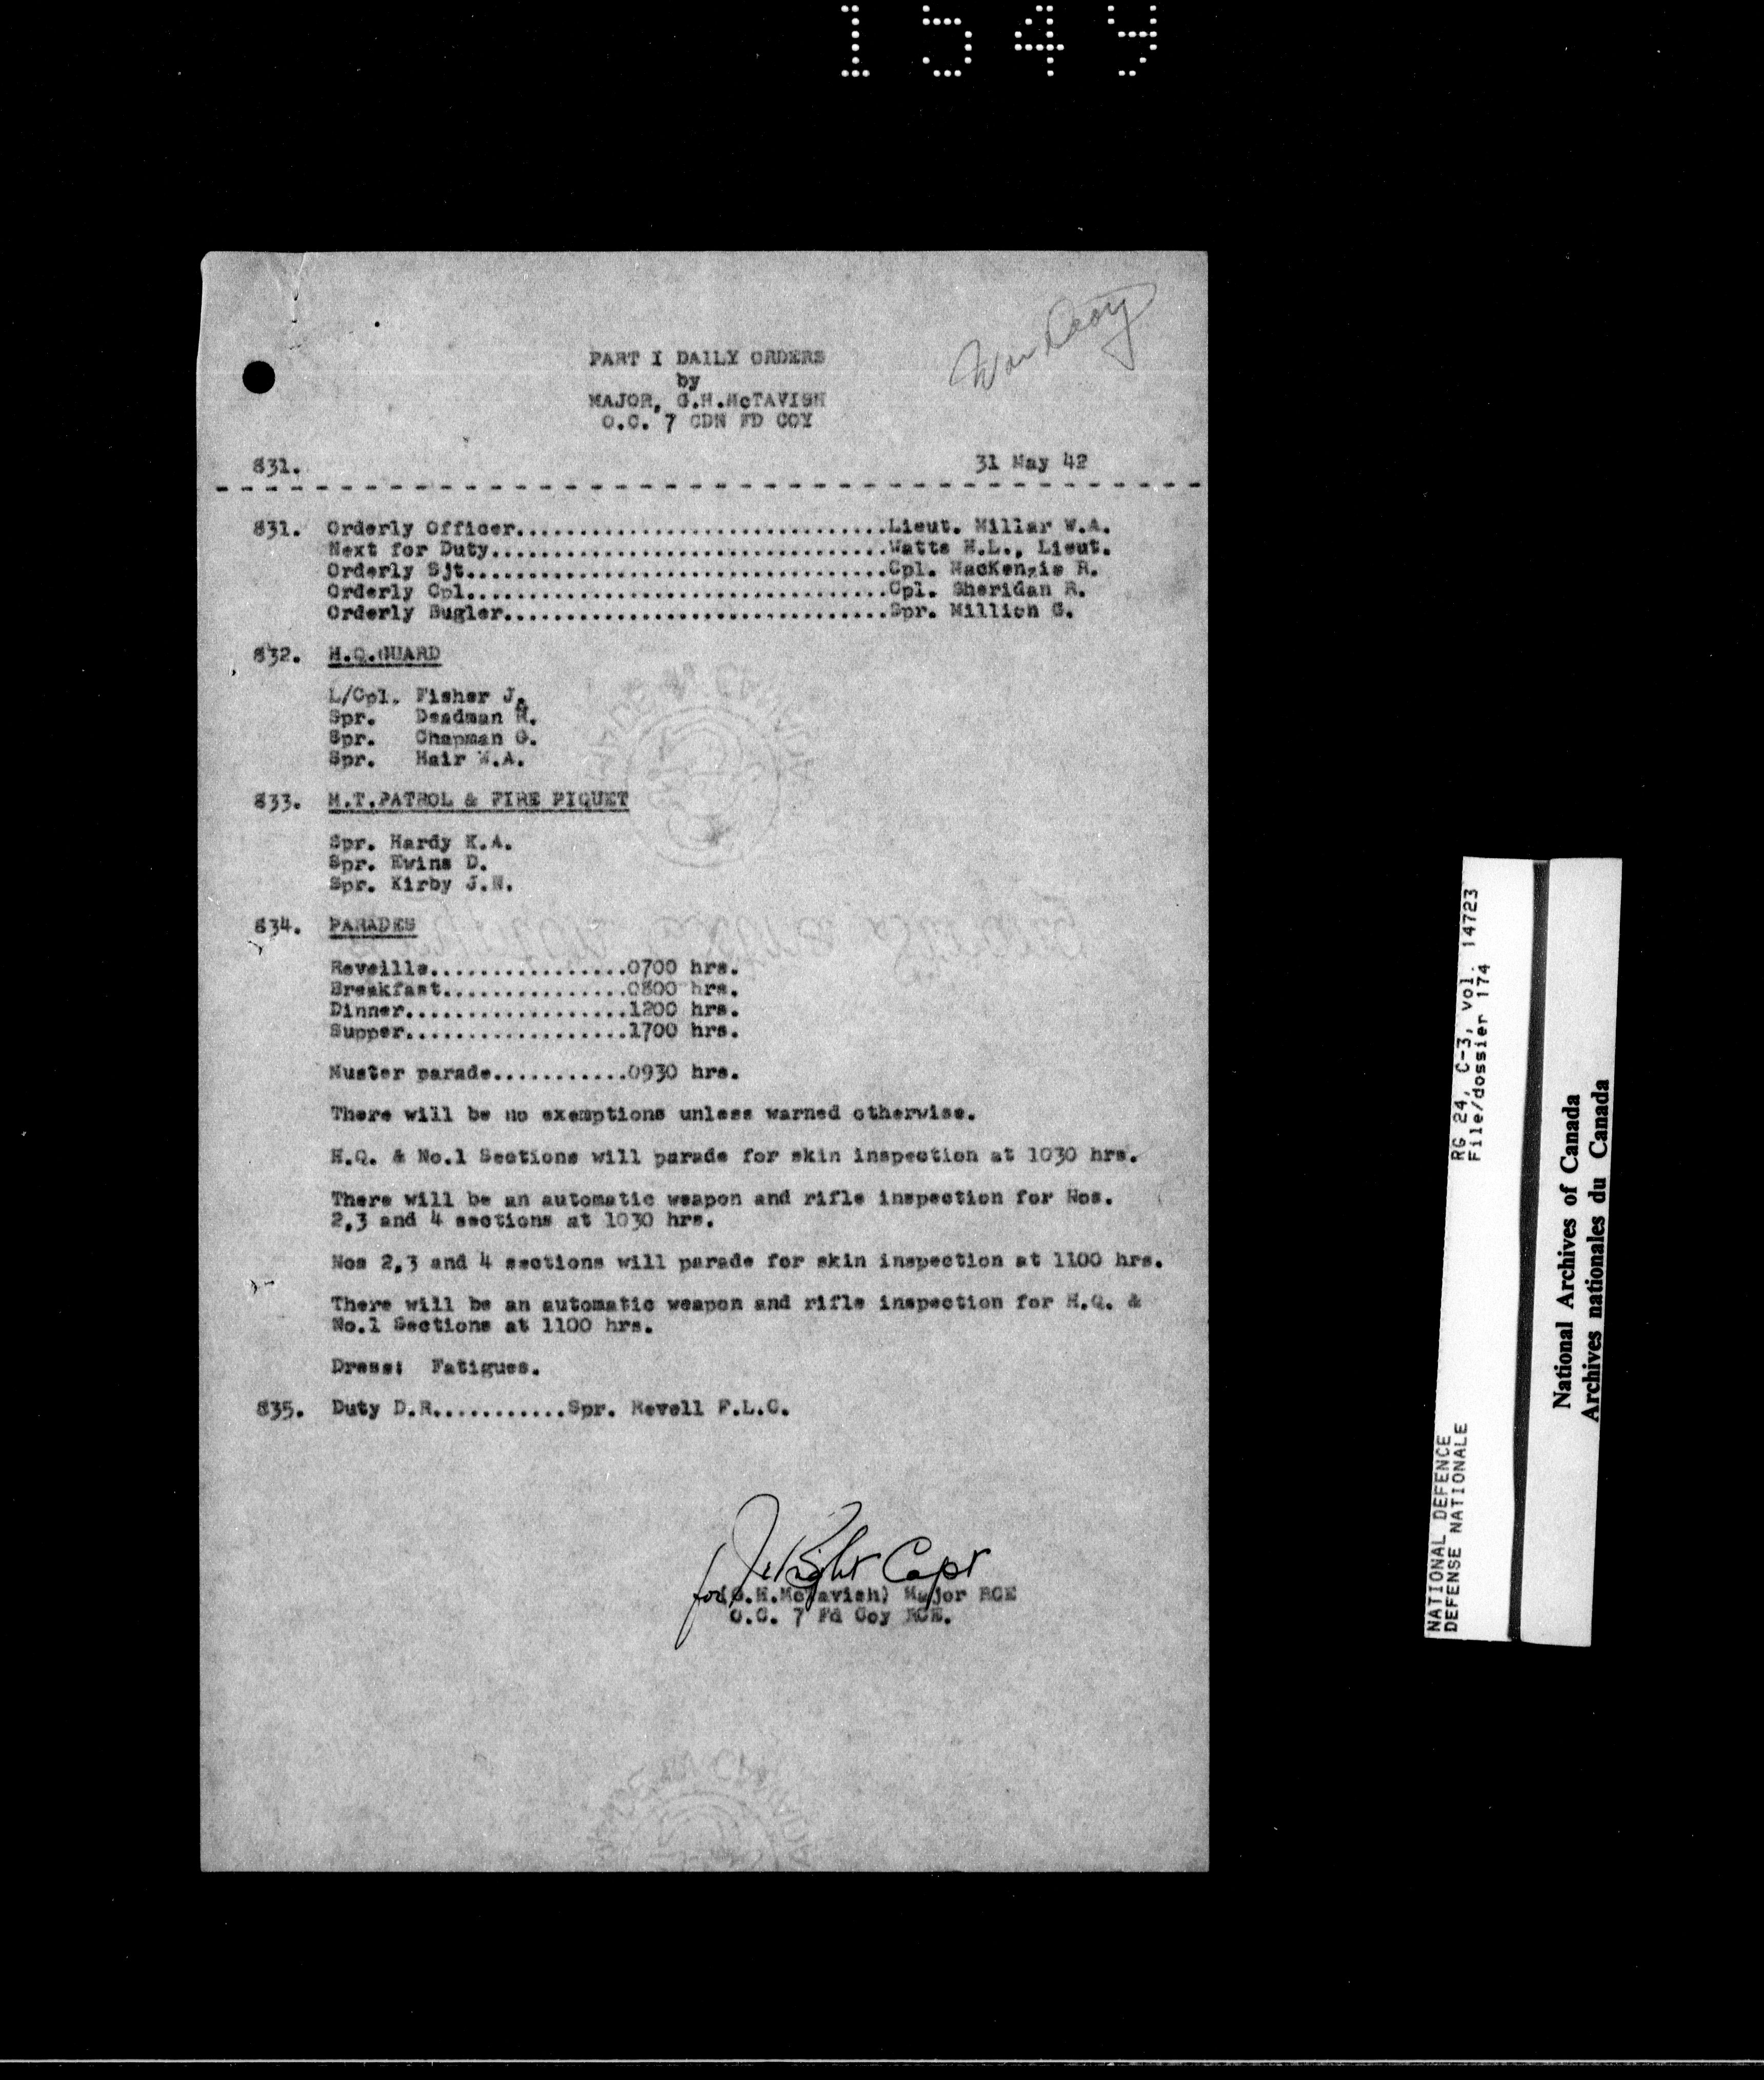 1549
War Diary
PART I DAILY ORDERS
by
MAJOR, G.H.McTAVISH
O.C. 7 CDN FD COY
831. 31 May 42
831. Orderly Officer..............................Lieut. Millar W.A.
Next for Duty................................Watts H.L., Lieut.
Orderly Sjt..................................Cpl. MacKenzie R.
Orderly Cpl..................................Cpl. Sheridan R.
Orderly Bugler...............................Spr. Millich G.
832. H.Q.GUARD
L/Cpl. Fisher J.
Spr. Deadman H.
Spr. Chapman G.
Spr. Hair W.A.
833. M.T.PATROL & FIRE PIQUET
Spr. Hardy K.A.
Spr. Ewins D.
Spr. Kirby J.N.
834. PARADES
Reveille................0700 hrs.
Breakfast...............0800 hrs.
Dinner..................1200 hrs.
Supper..................1700 hrs.
Muster parade...........0930 hrs.
There will be no exemptions unless warned otherwise.
H.Q. & No.1 Sections will parade for skin inspection at 1030 hrs.
There will be an automatic weapon and rifle inspection for Nos.
2,3 and 4 sections at 1030 hrs.
Nos 2,3 and 4 sections will parade for skin inspection at 1100 hrs.
There will be an automatic weapon and rifle inspection for H.Q. &
No.1 Sections at 1100 hrs.
Dress: Fatigues.
835. Duty D.R...........Spr. Revell F.L.C.
Capt
for(G.H.McTavish) Major RCE
O.C. 7 Fd Coy RCE.
NATIONAL DEFENCE RG 24, C-3, vol. 14723
DEFENSE NATIONALE File/dossier 174
National Archives of Canada
Archives nationales du Canada